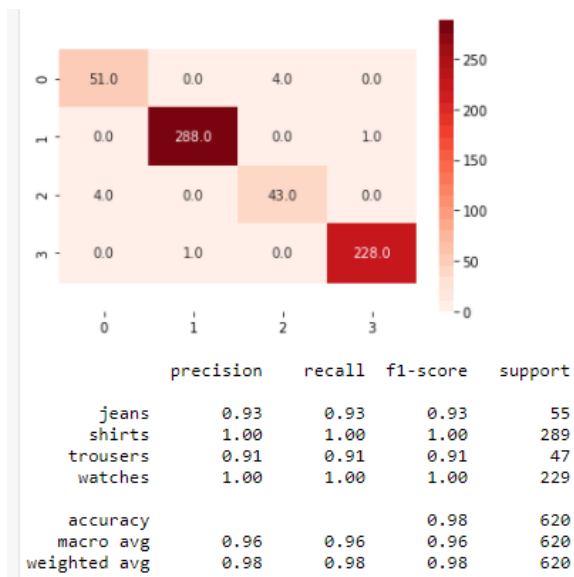 250
0 51.0 0.0 4.0 0.0
200
1 0.0 288.0 0.0 1.0
150
2 4.0 0.0 43.0 0.0
100
3 0.0 1.0 0.0 228.0
50
0
0 1 2 3
precision recall f1-score support
jeans 0.93 0.93 0.93 55
shirts 1.00 1.00 1.00 289
trousers 0.91 0.91 0.91 47
watches 1.00 1.00 1.00 229
accuracy 0.98 620
macro avg 0.96 0.96 0.96 620
weighted avg 0.98 0.98 0.98 620